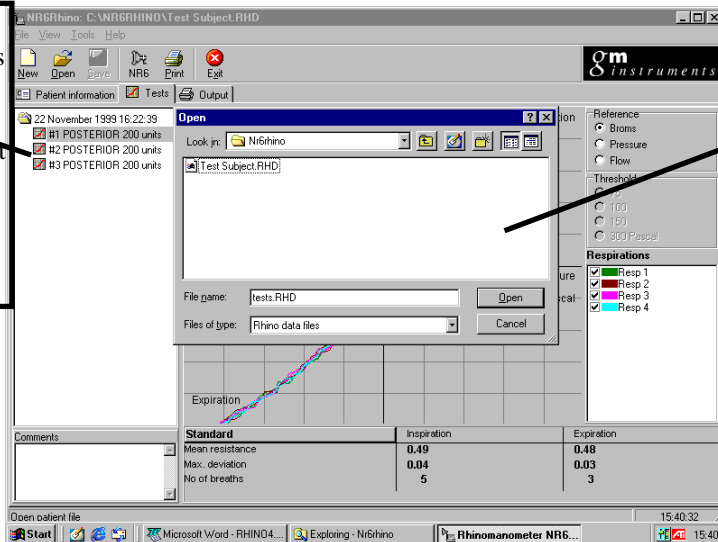 NR6Rhino: C:\NR6RHINO\Test Subject.RHD
File View Tools Help
New Open Save NR6 Print Exit
gm instruments
Patient information Tests Output
22 November 1999 16:22:39
#1 POSTERIOR 200 units
#2 POSTERIOR 200 units
#3 POSTERIOR 200 units
Open
Look in: Nr6rhino
Test Subject.RHD
File name: tests.RHD Open
Files of type: Rhino data files Cancel
Reference
Broms
Pressure
Flow
Threshold
100
150
300 Pascal
Respirations
Resp 1
Resp 2
Resp 3
Resp 4
Expiration
Comments
Standard Inspiration Expiration
Mean resistance 0.49 0.48
Max. deviation 0.04 0.03
No of breaths 5 3
Open patient file 15:40:32
Start Microsoft Word - RHINO4.... Exploring - Nr6rhino Rhinomanometer NR6... 15:40